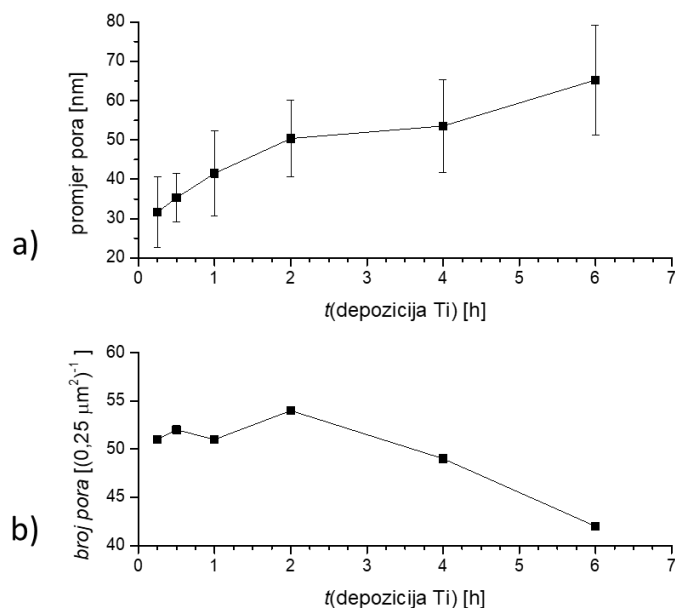 80
70
60
50
40
30
20
promjer pora [nm]
a)
0 1 2 3 4 5 6 7
t(depozicija Ti) [h]
60
55
50
45
40
broj pora [(0,25 μm²)⁻¹ ]
b)
0 1 2 3 4 5 6 7
t(depozicija Ti) [h]